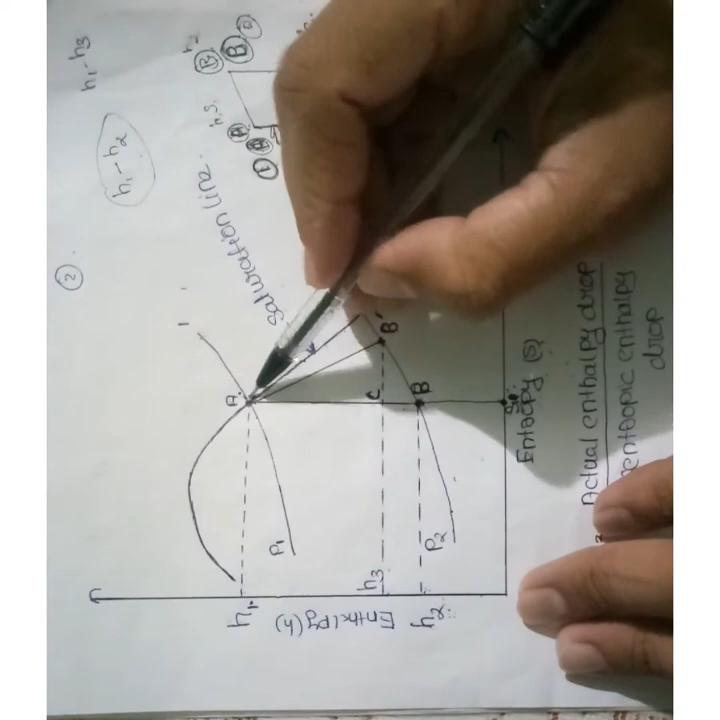 ②
h₁-h₂
h₁-h₃
Saturation line.
A
P₁
P₂
C
B
B'
h₁
h₃
h₂
Enthalpy (h)
Entropy (S)
Actual enthalpy drop
enthalpy
drop